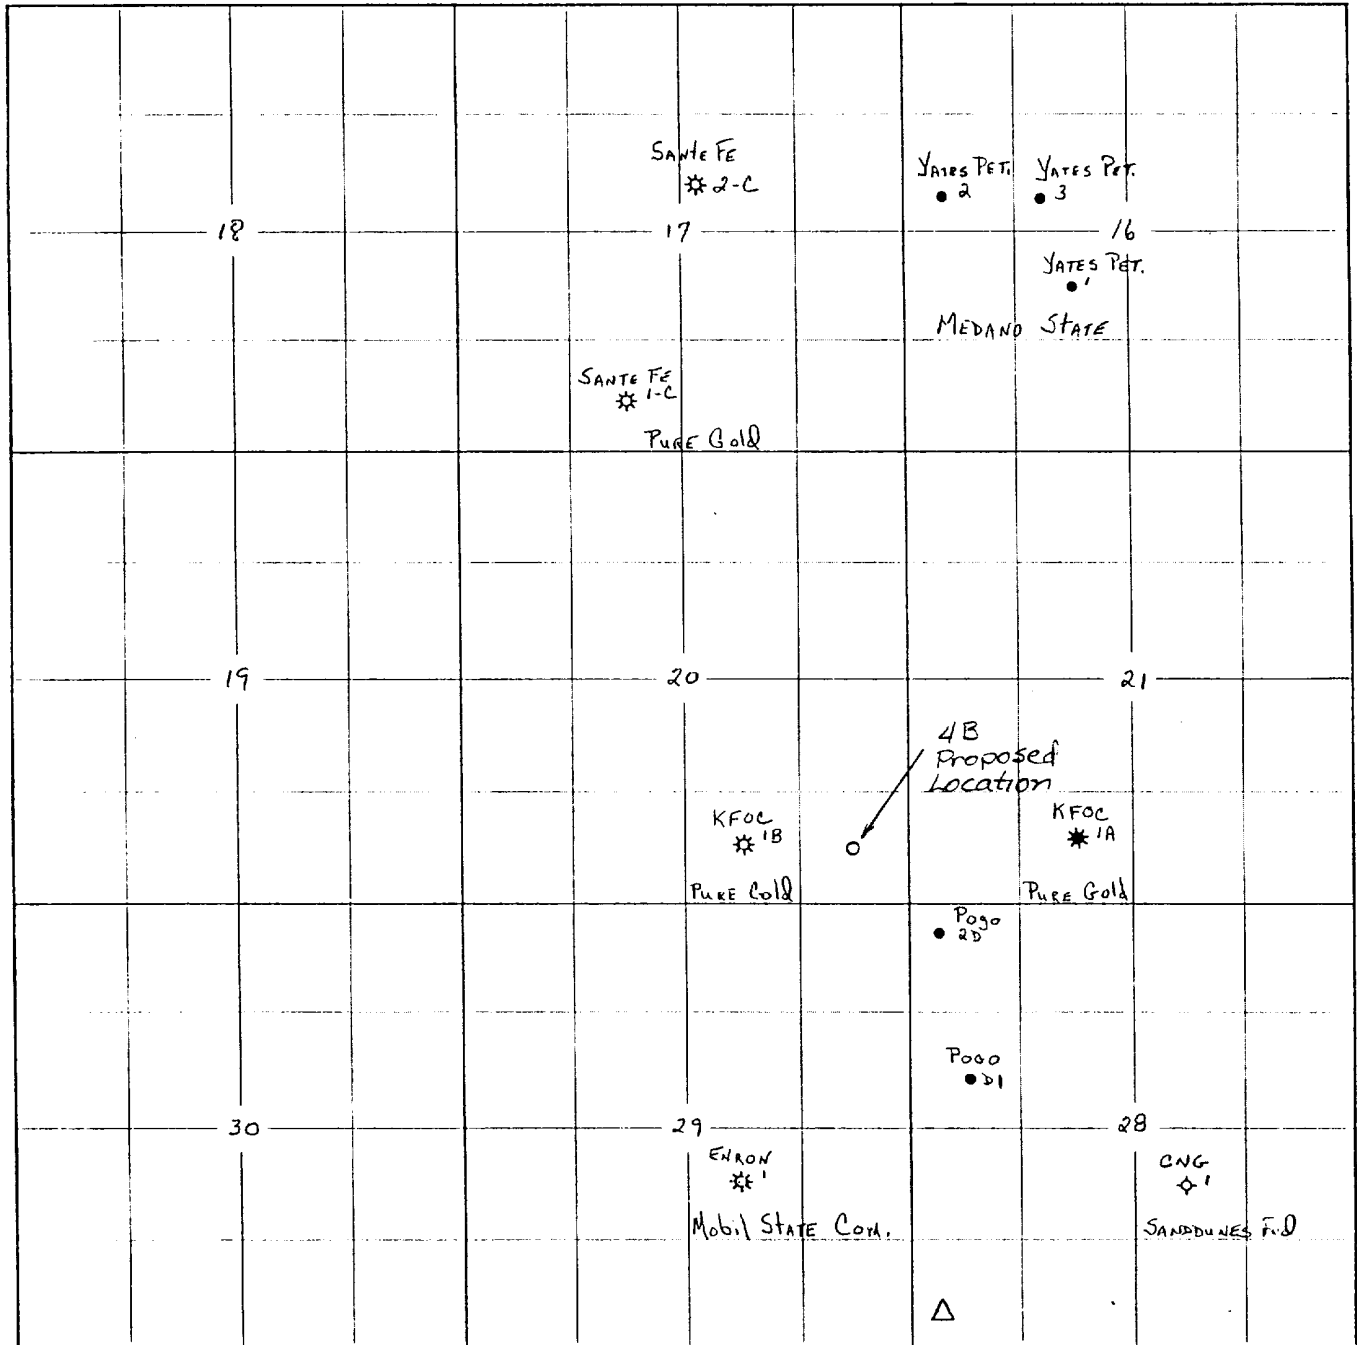 SANTE FE
2-C
YATES PET.
2
YATES PET.
3
18
17
16
YATES PET.
1
MEDANO STATE
SANTE FE
1-C
PURE Gold
19
20
21
4B
Proposed
Location
KFOC
1B
KFOC
1A
PURE Gold
PURE Gold
Pogo
2D
POGO
D1
30
29
28
ENRON
1
CNG
1
Mobil STATE Com.
SANDDUNES Fed